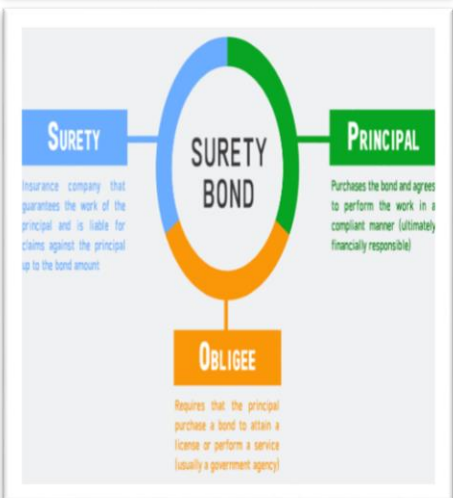 SURETY BOND
SURETY
Insurance company that
guarantees the work of the
principal and is liable for
claims against the principal
up to the bond amount
PRINCIPAL
Purchases the bond and agrees
to perform the work in a
compliant manner (ultimately
financially responsible)
OBLIGEE
Requires that the principal
purchase a bond to attain a
license or perform a service
(usually a government agency)